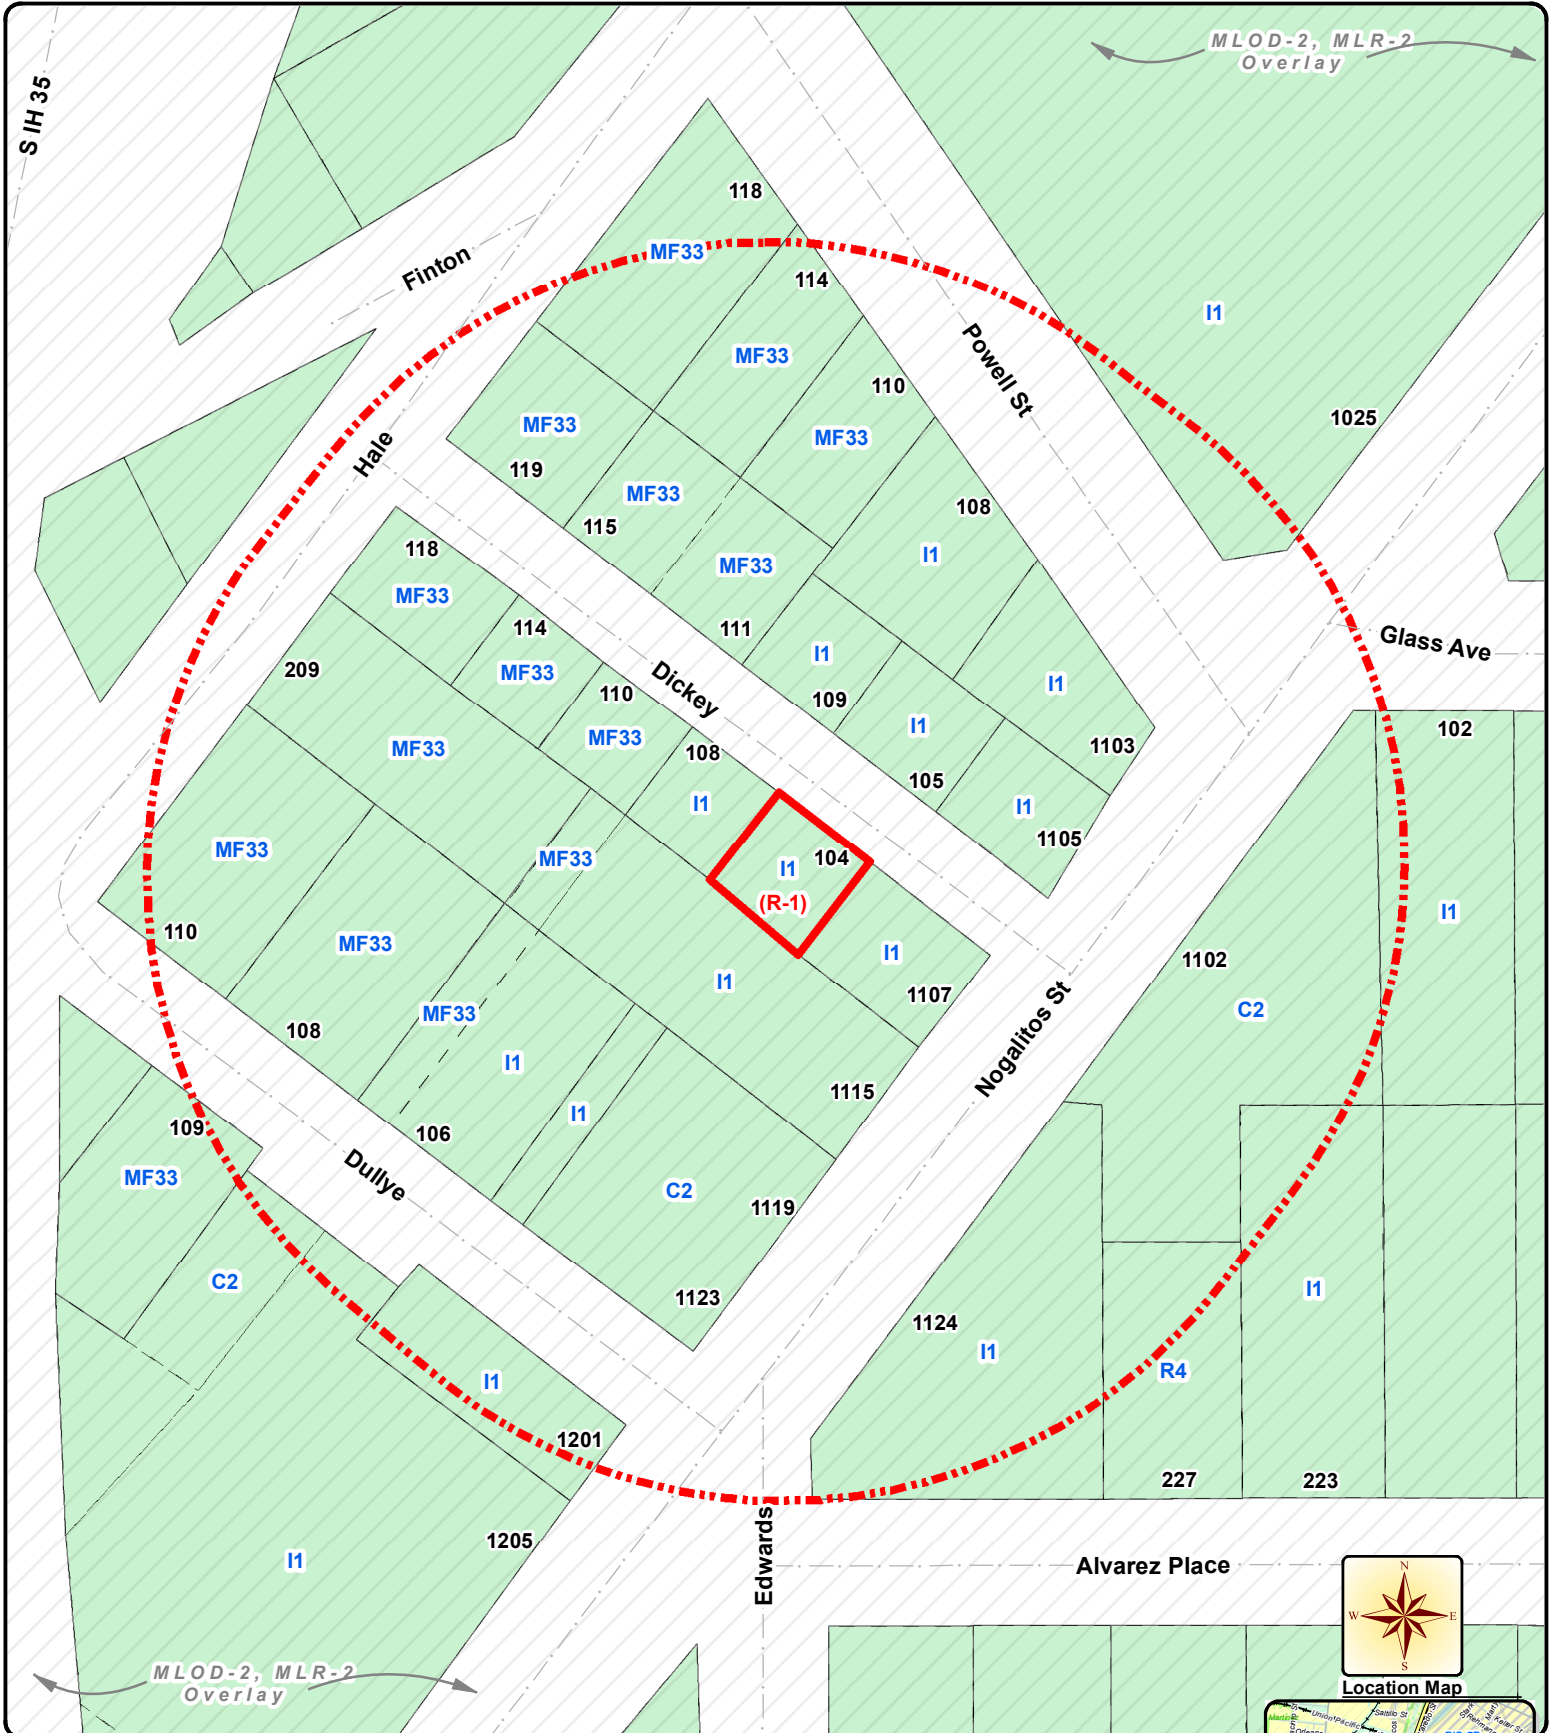 MLOD-2, MLR-2
Overlay
S IH 35
118
MF33
Finton
114
I1
MF33
Powell St
110
1025
MF33
MF33
Hale
119
MF33
108
115
118
I1
MF33
MF33
111
114
Glass Ave
I1
209
MF33
Dickey
I1
110
109
I1
102
MF33
MF33
1103
108
105
I1
I1
1105
MF33
MF33
104
I1
(R-1)
I1
110
MF33
I1
1102
I1
1107
C2
MF33
108
Nogalitos St
I1
1115
I1
109
106
MF33
Dullye
C2
1119
C2
I1
1123
1124
I1
R4
I1
1201
227
223
1205
Edwards
I1
Alvarez Place
N
W
E
S
MLOD-2, MLR-2
Overlay
Location Map
Union Pacific
Saltillo St